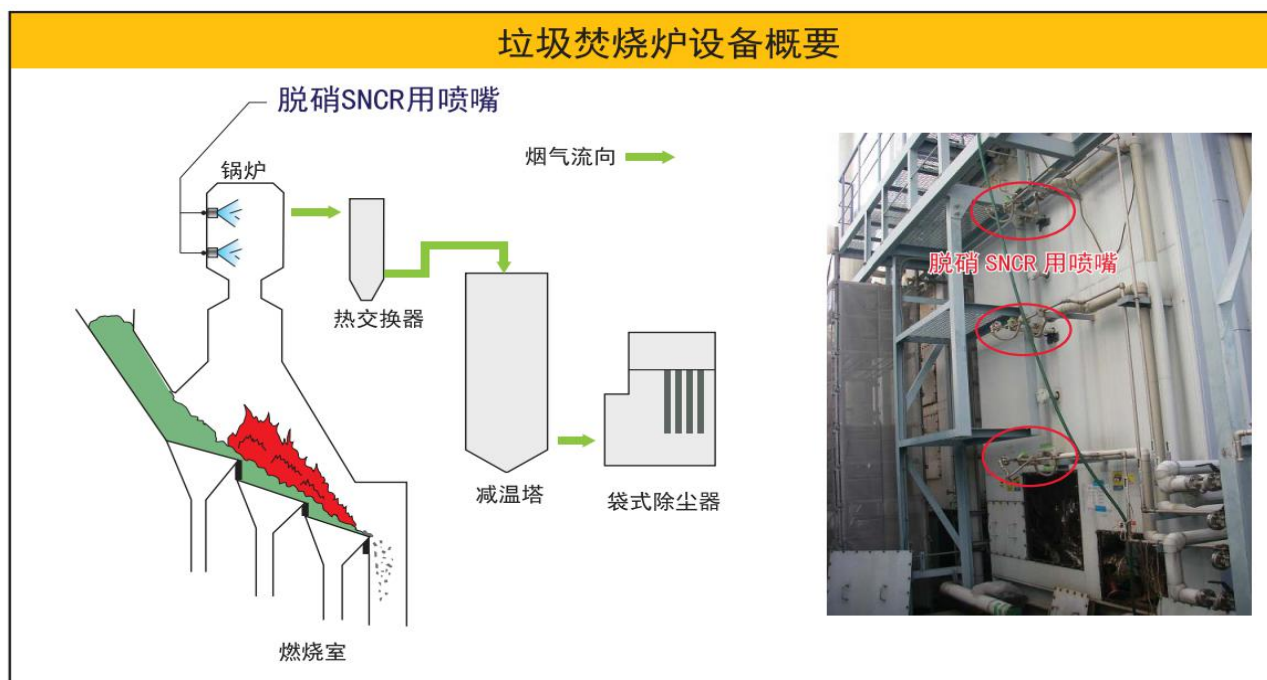 垃圾焚烧炉设备概要
脱硝SNCR用喷嘴
烟气流向
锅炉
脱硝 SNCR 用喷嘴
热交换器
减温塔
袋式除尘器
燃烧室